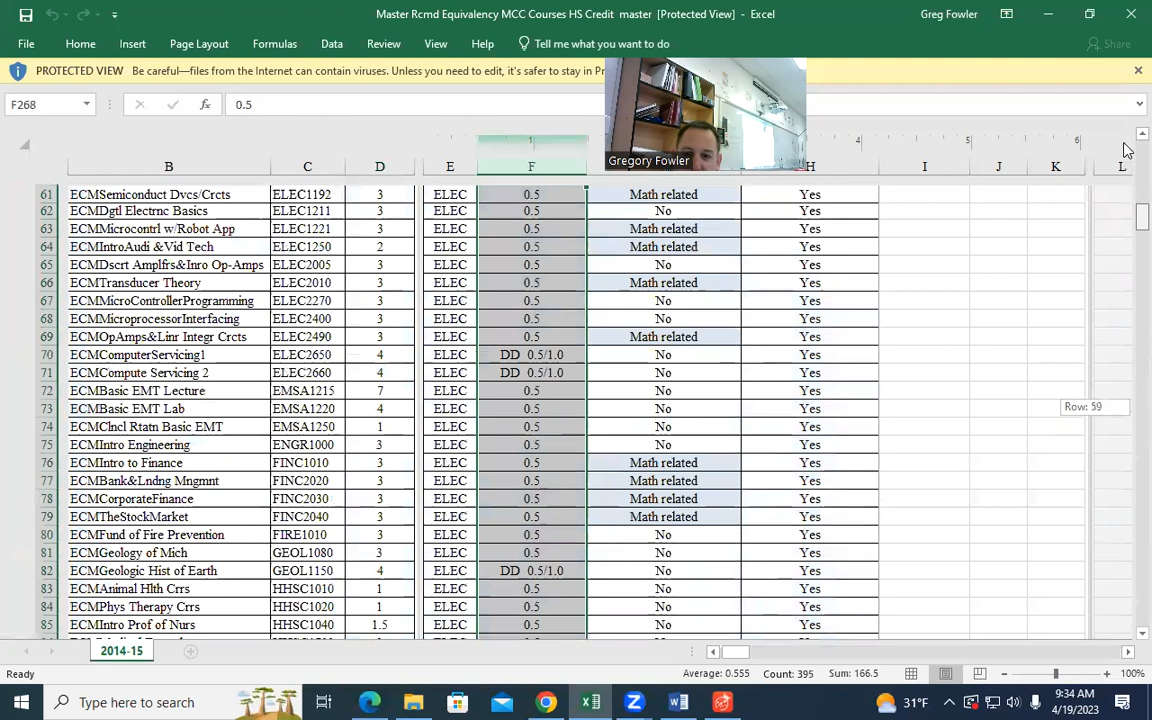 Master Rcmd Equivalency MCC Courses HS Credit master [Protected View] - Excel
Greg Fowler
File Home Insert Page Layout Formulas Data Review View Help Tell me what you want to do Share
PROTECTED VIEW Be careful—files from the Internet can contain viruses. Unless you need to edit, it's safer to stay in Pr
F268 fx 0.5
Gregory Fowler
1 4 6
B C D E F H I J K L
61 ECMSemiconduct Dvcs/Crcts ELEC1192 3 ELEC 0.5 Math related Yes
62 ECMDgtl Electrnc Basics ELEC1211 3 ELEC 0.5 No Yes
63 ECMMicrocontrl w/Robot App ELEC1221 3 ELEC 0.5 Math related Yes
64 ECMIntroAudi &Vid Tech ELEC1250 2 ELEC 0.5 Math related Yes
65 ECMDscrt Amplfrs&Inro Op-Amps ELEC2005 3 ELEC 0.5 No Yes
66 ECMTransducer Theory ELEC2010 3 ELEC 0.5 Math related Yes
67 ECMMicroControllerProgramming ELEC2270 3 ELEC 0.5 No Yes
68 ECMMicroprocessorInterfacing ELEC2400 3 ELEC 0.5 No Yes
69 ECMOpAmps&Linr Integr Crcts ELEC2490 3 ELEC 0.5 Math related Yes
70 ECMComputerServicing1 ELEC2650 4 ELEC DD 0.5/1.0 No Yes
71 ECMCompute Servicing 2 ELEC2660 4 ELEC DD 0.5/1.0 No Yes
72 ECMBasic EMT Lecture EMSA1215 7 ELEC 0.5 No Yes
73 ECMBasic EMT Lab EMSA1220 4 ELEC 0.5 No Yes
Row: 59
74 ECMClncl Rtatn Basic EMT EMSA1250 1 ELEC 0.5 No Yes
75 ECMIntro Engineering ENGR1000 3 ELEC 0.5 No Yes
76 ECMIntro to Finance FINC1010 3 ELEC 0.5 Math related Yes
77 ECMBank&Lndng Mngmnt FINC2020 3 ELEC 0.5 Math related Yes
78 ECMCorporateFinance FINC2030 3 ELEC 0.5 Math related Yes
79 ECMTheStockMarket FINC2040 3 ELEC 0.5 Math related Yes
80 ECMFund of Fire Prevention FIRE1010 3 ELEC 0.5 No Yes
81 ECMGeology of Mich GEOL1080 3 ELEC 0.5 No Yes
82 ECMGeologic Hist of Earth GEOL1150 4 ELEC DD 0.5/1.0 No Yes
83 ECMAnimal Hlth Crrs HHSC1010 1 ELEC 0.5 No Yes
84 ECMPhys Therapy Crrs HHSC1020 1 ELEC 0.5 No Yes
85 ECMIntro Prof of Nurs HHSC1040 1.5 ELEC 0.5 No Yes
2014-15
Ready Average: 0.555 Count: 395 Sum: 166.5 100%
Type here to search 31°F 9:34 AM
4/19/2023